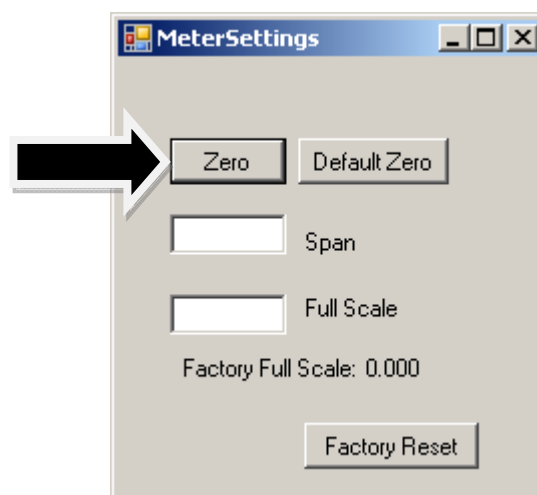 MeterSettings
Zero Default Zero
Span
Full Scale
Factory Full Scale: 0.000
Factory Reset